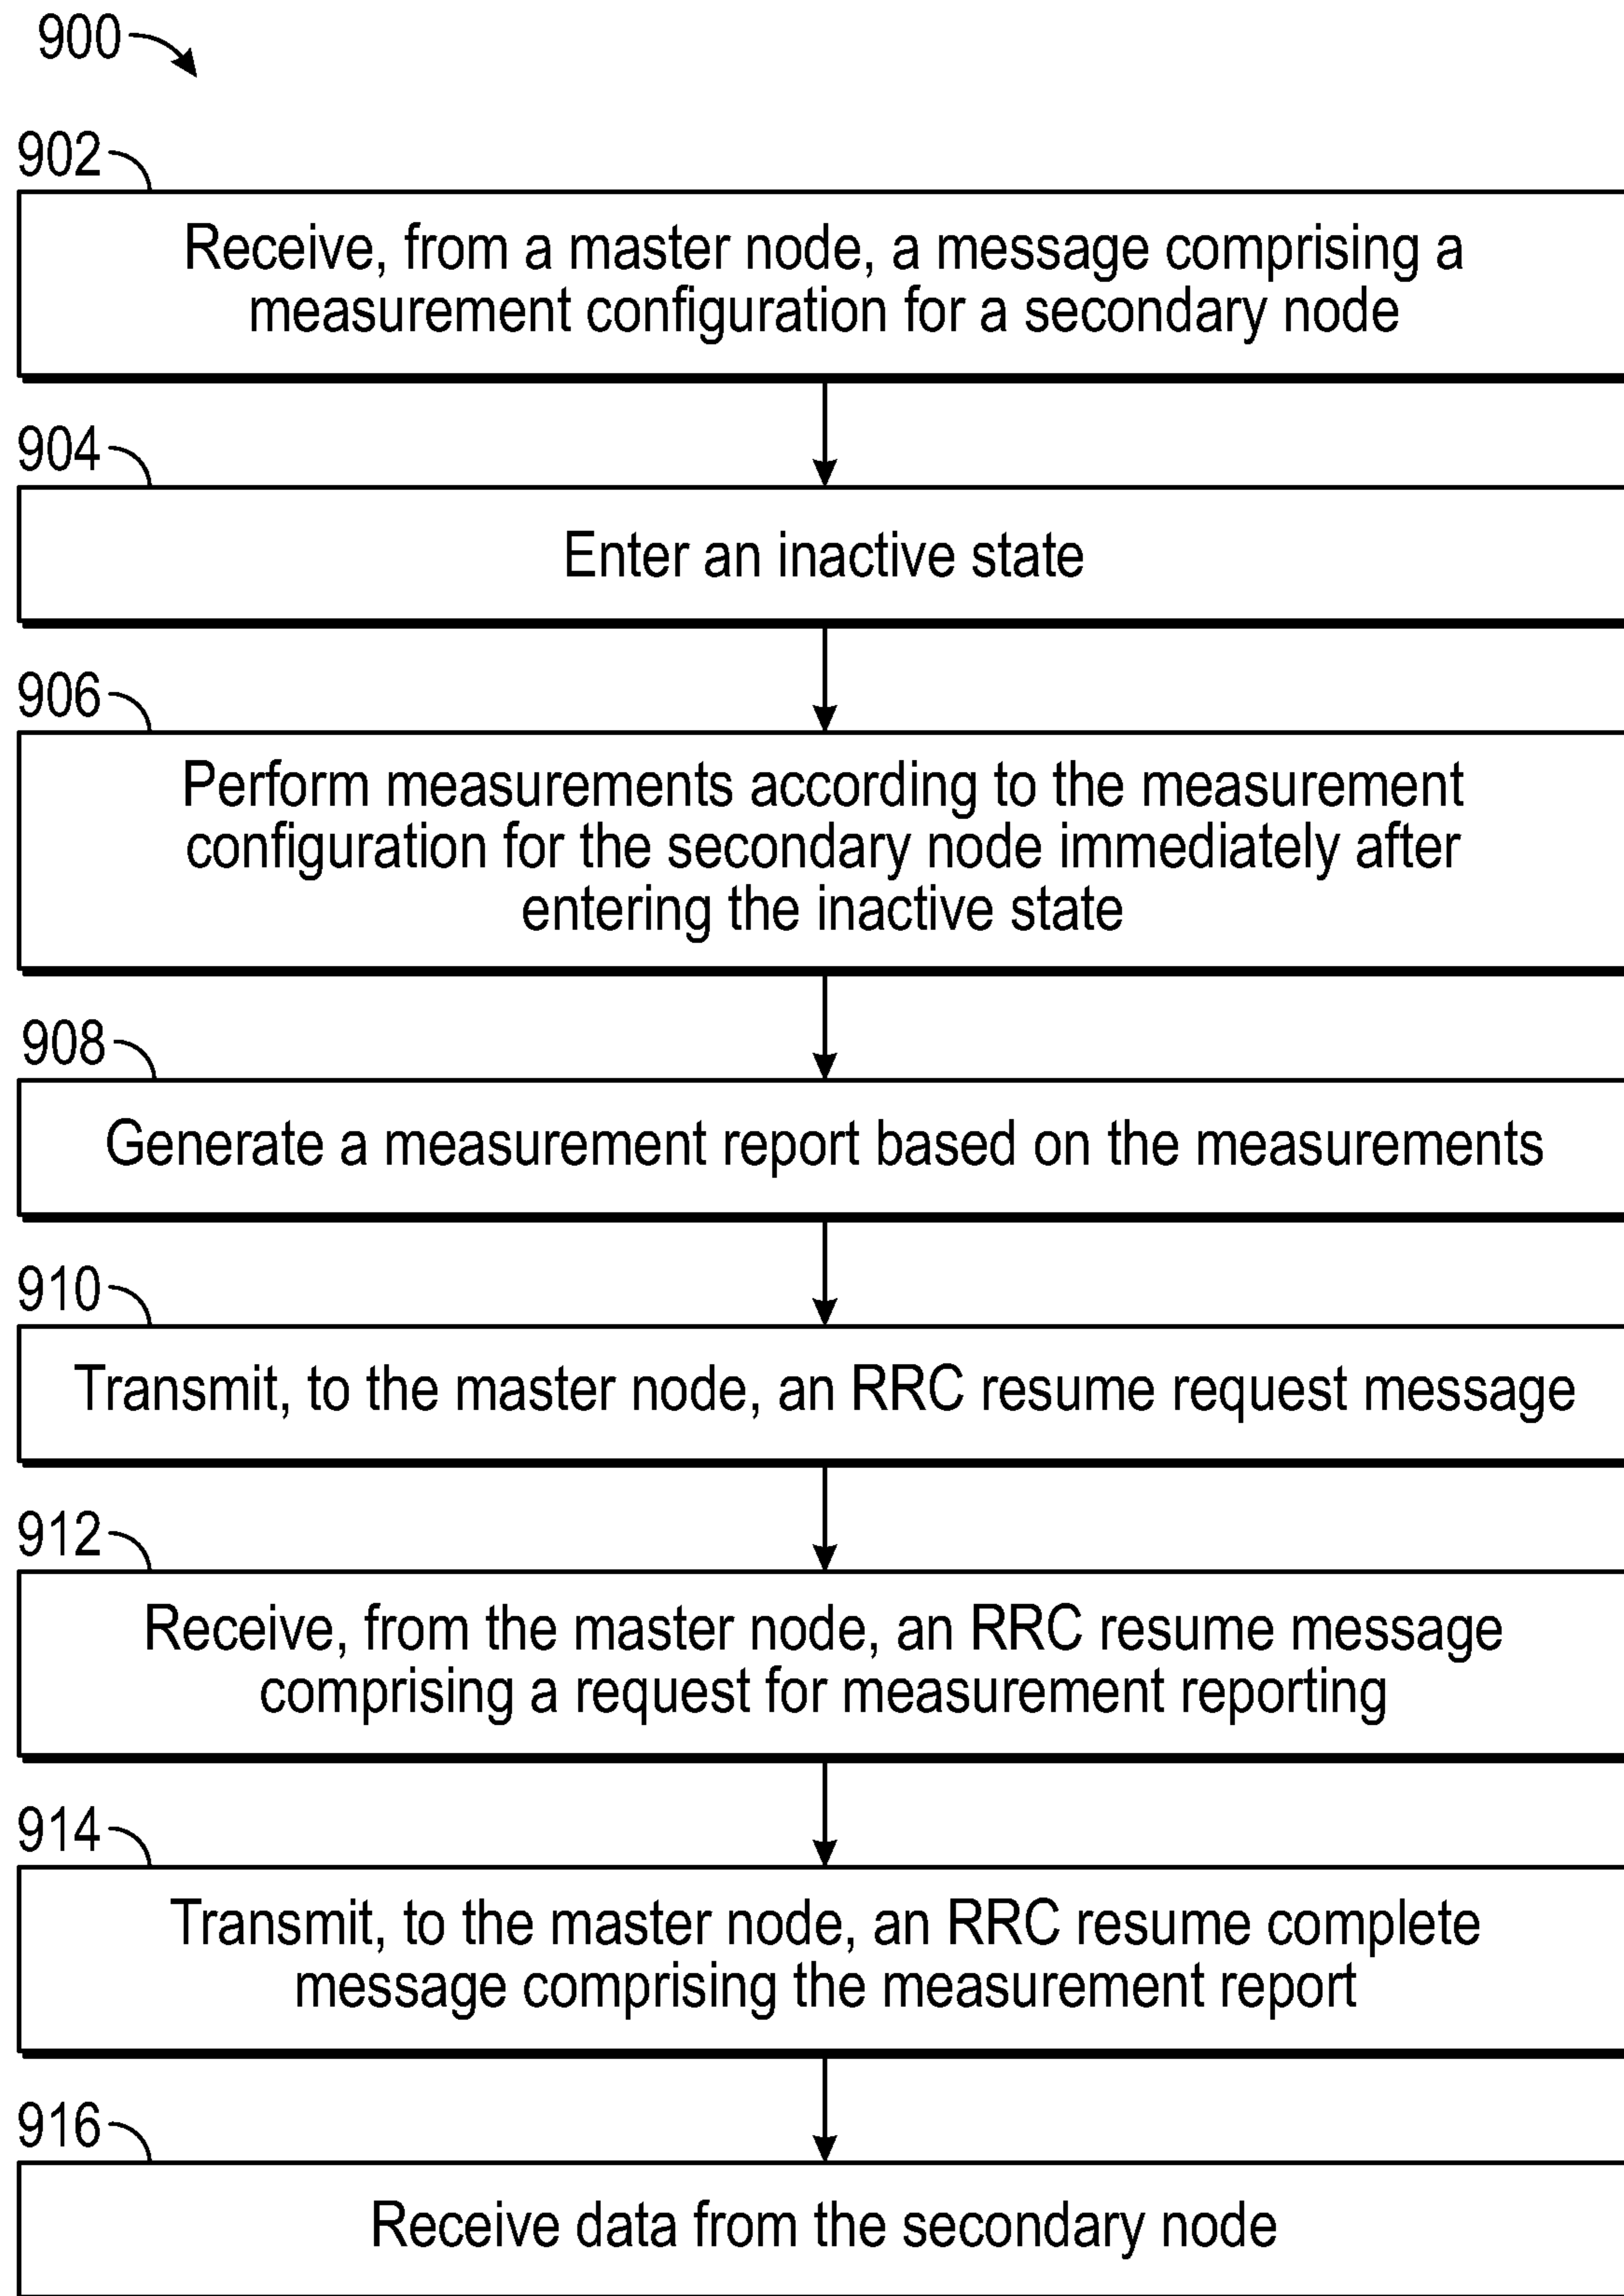 900
902
Receive, from a master node, a message comprising a
measurement configuration for a secondary node
904
Enter an inactive state
906
Perform measurements according to the measurement
configuration for the secondary node immediately after
entering the inactive state
908
Generate a measurement report based on the measurements
910
Transmit, to the master node, an RRC resume request message
912
Receive, from the master node, an RRC resume message
comprising a request for measurement reporting
914
Transmit, to the master node, an RRC resume complete
message comprising the measurement report
916
Receive data from the secondary node